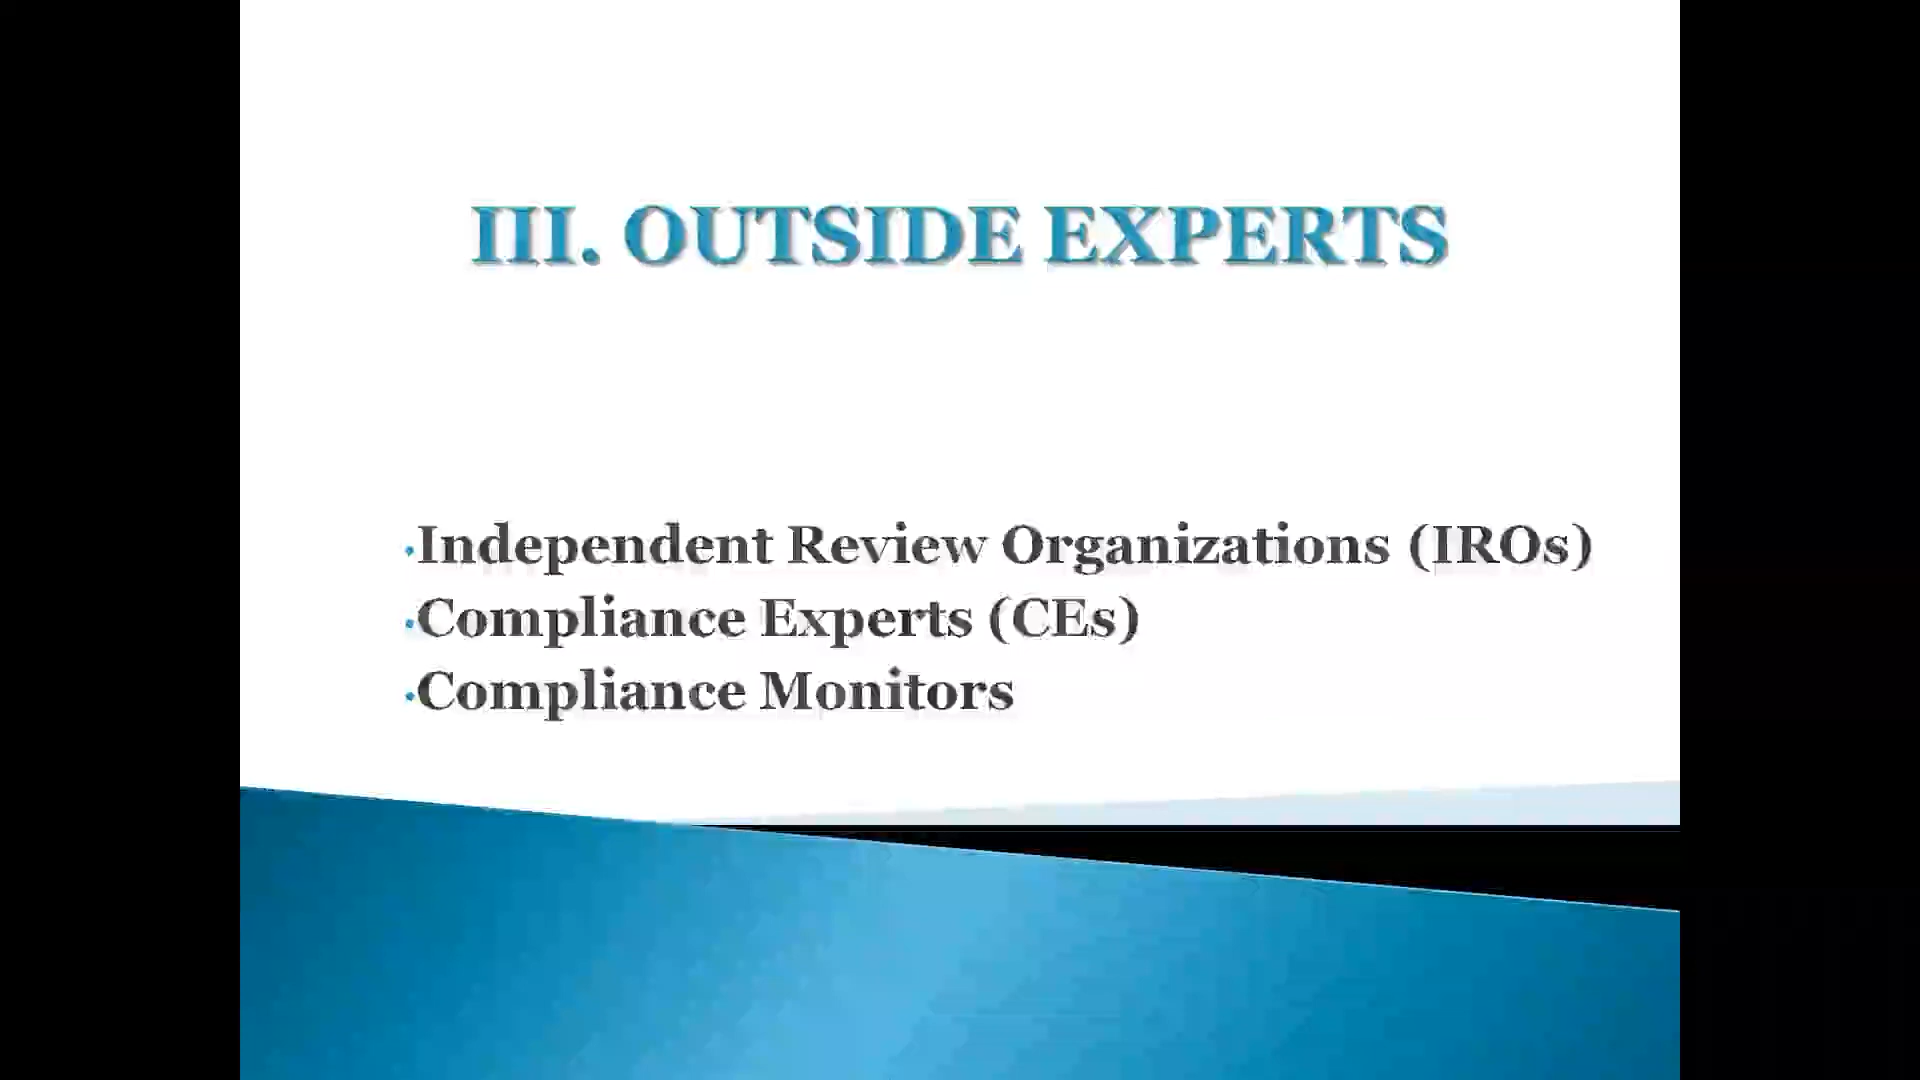 III. OUTSIDE EXPERTS
·Independent Review Organizations (IROs)
·Compliance Experts (CEs)
·Compliance Monitors